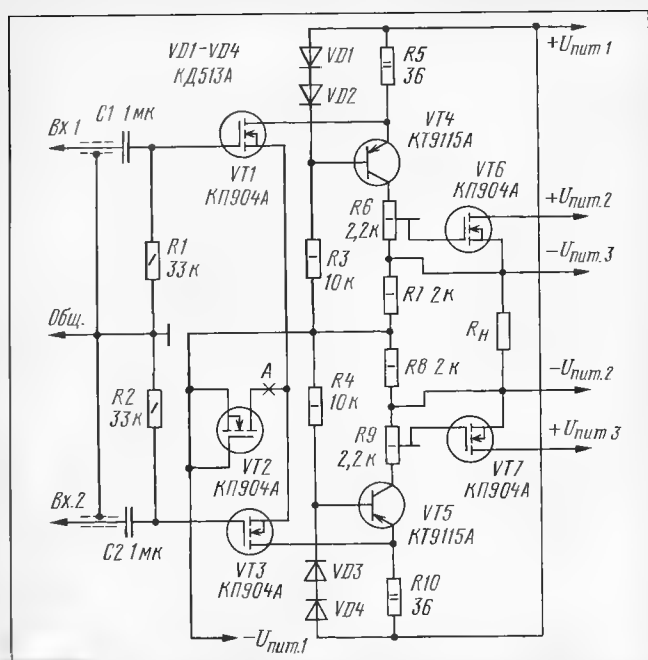 VD1-VD4
КД513А
VD1
VD2
R5
36
+Uпит 1
C1 1мк
Вх.1
VT1
КП904А
VT4
КТ9115А
VT6
КП904А
R6
2,2к
+Uпит.2
R1
33к
R3
10к
-Uпит.3
R7 2к
Rн
Общ.
A
R8 2к
-Uпит.2
R2
33к
R4
10к
R9
2,2к
+Uпит 3
VT2
КП904А
VT7
КП904А
Вх.2
C2 1мк
VT3
КП904А
VT5
КТ9115А
VD3
VD4
R10
36
-Uпит.1